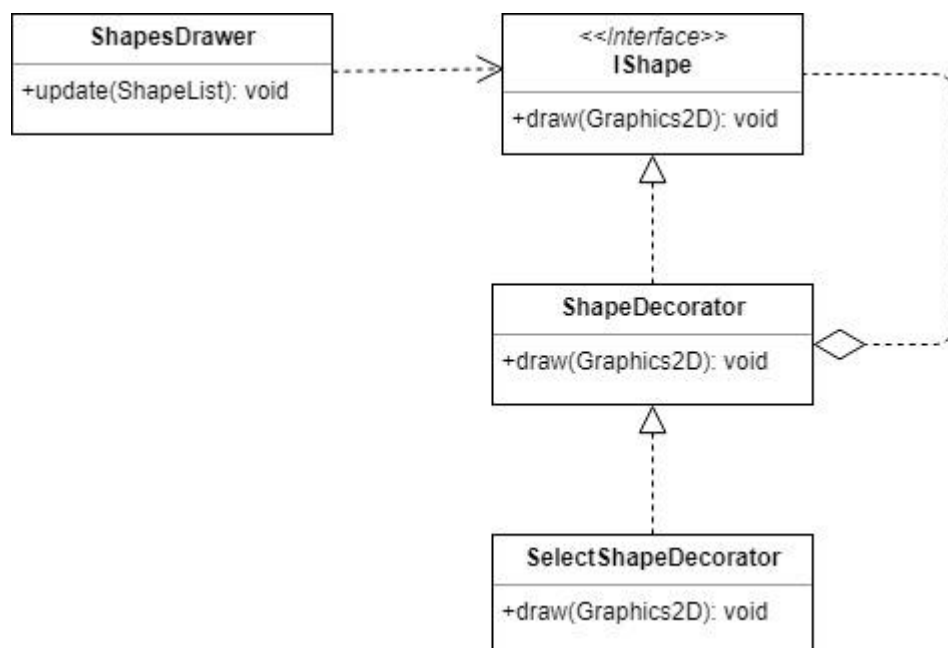 ShapesDrawer
+update(ShapeList): void
<<Interface>>
IShape
+draw(Graphics2D): void
ShapeDecorator
+draw(Graphics2D): void
SelectShapeDecorator
+draw(Graphics2D): void